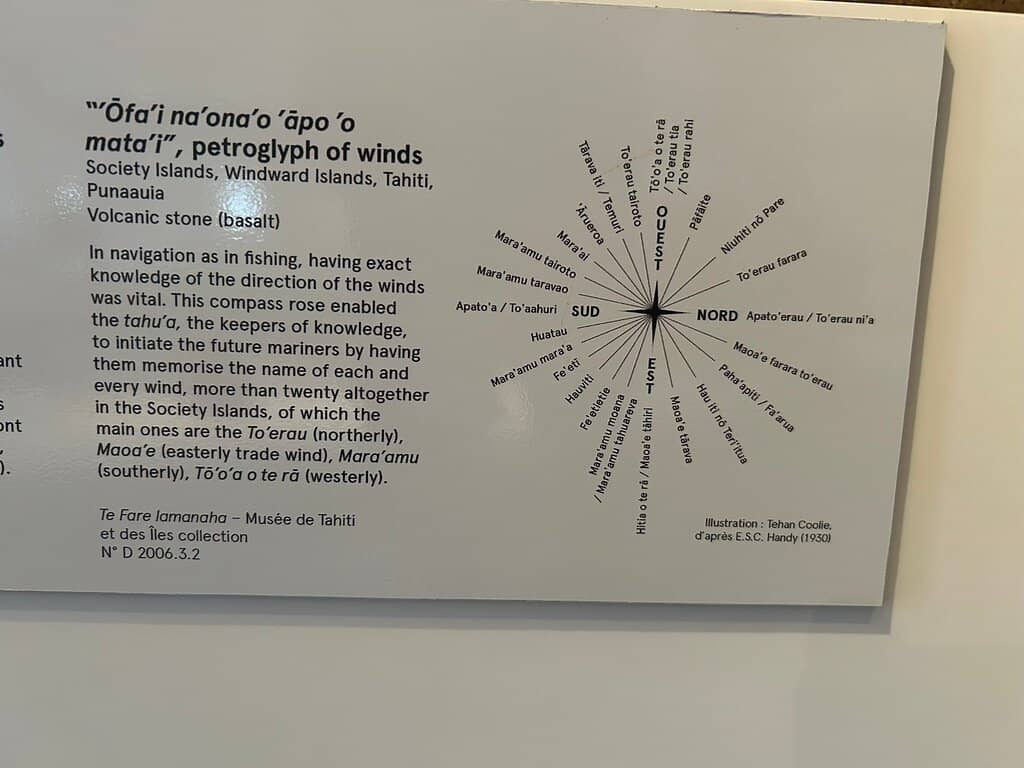 "'Ōfa'i na'ona'o 'āpo 'o
mata'i", petroglyph of winds
Society Islands, Windward Islands, Tahiti,
Punaauia
Volcanic stone (basalt)
In navigation as in fishing, having exact
knowledge of the direction of the winds
was vital. This compass rose enabled
the tahu'a, the keepers of knowledge,
to initiate the future mariners by having
them memorise the name of each and
every wind, more than twenty altogether
in the Society Islands, of which the
main ones are the To'erau (northerly),
Maoa'e (easterly trade wind), Mara'amu
(southerly), Tō'o'a o te rā (westerly).
Te Fare Iamanaha – Musée de Tahiti
et des Îles collection
N° D 2006.3.2
ant
ont
).
OUEST
Tō'o'a o te rā
/ To'erau tia
/ To'erau rahi
Pāfāite
Niuhiti nō Pare
To'erau farara
NORD
Apato'erau / To'erau ni'a
Maoa'e farara to'erau
Paha'apiti / Fa'arua
Hau iti nō Teri'itua
Maoa'e tārava
EST
Hitia o te rā / Maoa'e tāhiri
Mara'amu moana
/ Mara'amu tahuareva
Fe'etietie
Hauviti
Fe'eti
Mara'amu mara'a
Huatau
SUD
Apato'a / To'aahuri
Mara'amu taravao
Mara'amu tairoto
Mara'ai
'Ārueroa
Tārava iti / Temuri
To'erau tairoto
Illustration : Tehan Coolie,
d'après E.S.C. Handy (1930)